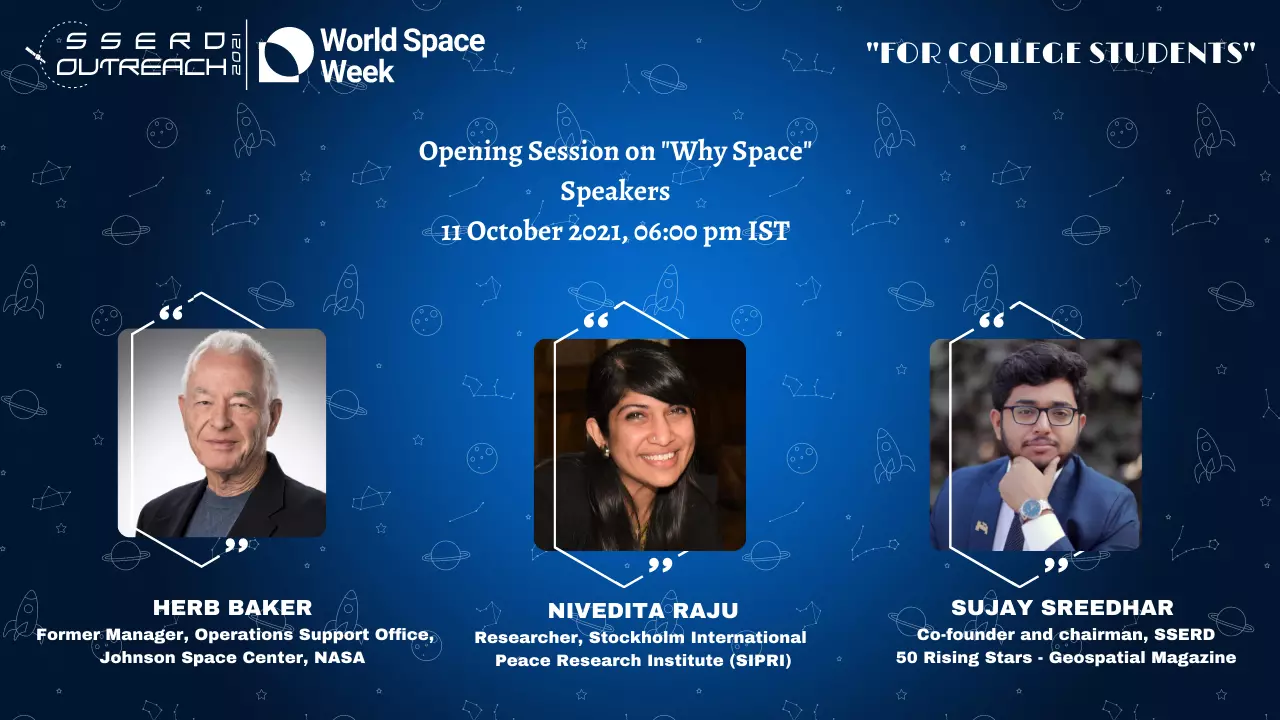 SSERD
OUTREACH
2021
World Space
Week
"FOR COLLEGE STUDENTS"
Opening Session on "Why Space"
Speakers
11 October 2021, 06:00 pm IST
HERB BAKER
Former Manager, Operations Support Office,
Johnson Space Center, NASA
NIVEDITA RAJU
Researcher, Stockholm International
Peace Research Institute (SIPRI)
SUJAY SREEDHAR
Co-founder and chairman, SSERD
50 Rising Stars - Geospatial Magazine